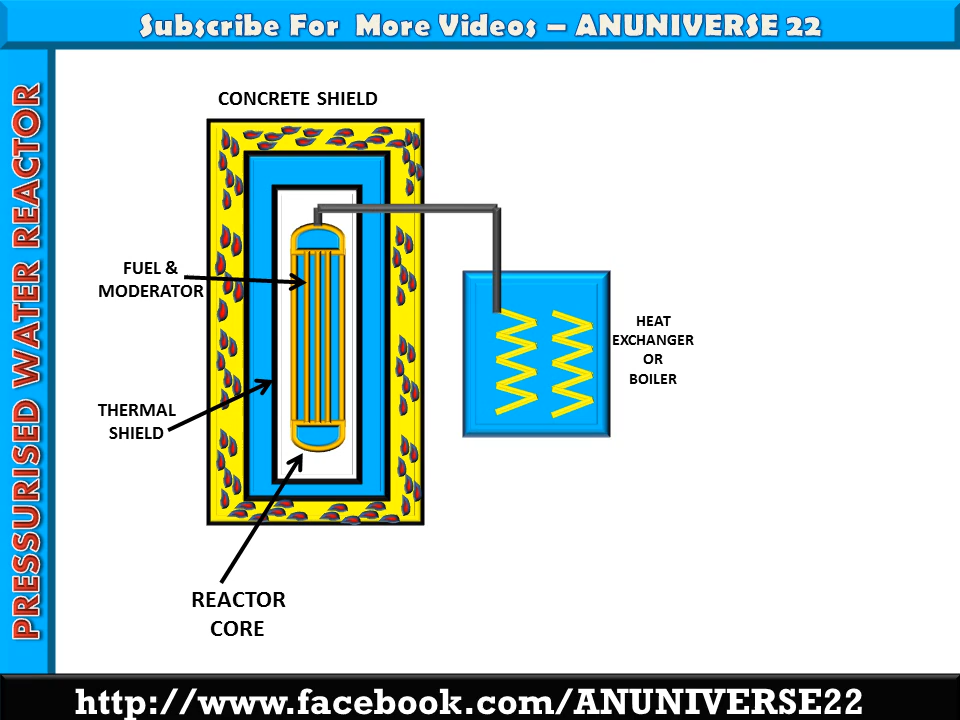 Subscribe For More Videos – ANUNIVERSE 22
PRESSURISED WATER REACTOR
CONCRETE SHIELD
FUEL &
MODERATOR
HEAT
EXCHANGER
OR
BOILER
THERMAL
SHIELD
REACTOR
CORE
http://www.facebook.com/ANUNIVERSE22